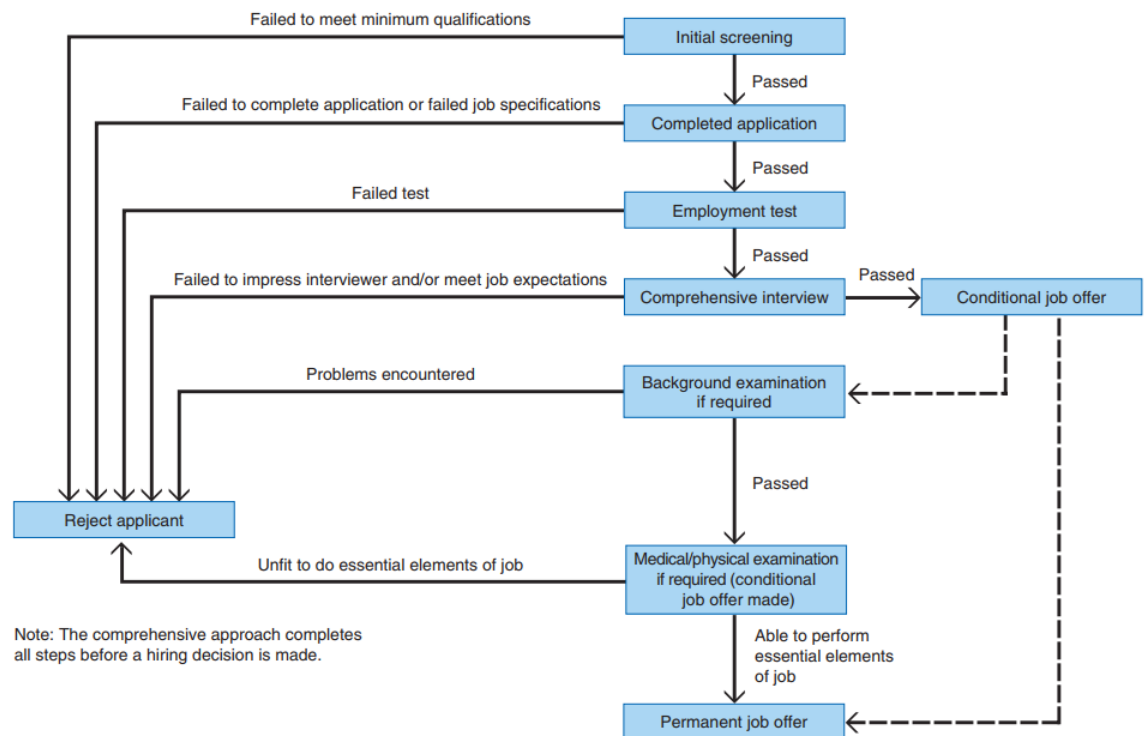 Failed to meet minimum qualifications
Initial screening
Passed
Failed to complete application or failed job specifications
Completed application
Passed
Failed test
Employment test
Passed
Failed to impress interviewer and/or meet job expectations
Comprehensive interview
Passed
Conditional job offer
Problems encountered
Background examination
if required
Passed
Reject applicant
Unfit to do essential elements of job
Medical/physical examination
if required (conditional
job offer made)
Note: The comprehensive approach completes
all steps before a hiring decision is made.
Able to perform
essential elements
of job
Permanent job offer